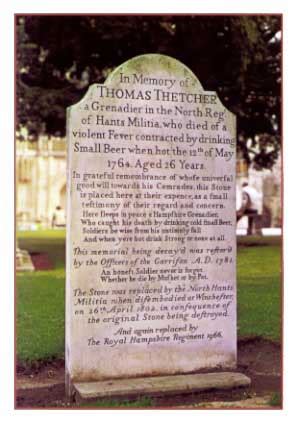 In Memory of
THOMAS THETCHER
a Grenadier in the North Reg.
of Hants Militia, who died of a
violent Fever contracted by drinking
Small Beer when hot the 12th of May
1764. Aged 26 Years.
In grateful remembrance of whose universal
good will towards his Comrades, this Stone
is placed here at their expence, as a small
testimony of their regard and concern.
Here sleeps in peace a Hampshire Grenadier,
Who caught his death by drinking cold small Beer,
Soldiers be wise from his untimely fall
And when ye're hot drink Strong or none at all.
This memorial being decay'd was restor'd
by the Officers of the Garrison A.D. 1781.
An honest Soldier never is forgot
Whether he die by Musket or by Pot.
The Stone was replaced by the North Hants
Militia when disembodied at Winchester,
on 26th April 1802, in consequence of
the original Stone being destroyed.
And again replaced by
The Royal Hampshire Regiment 1966.